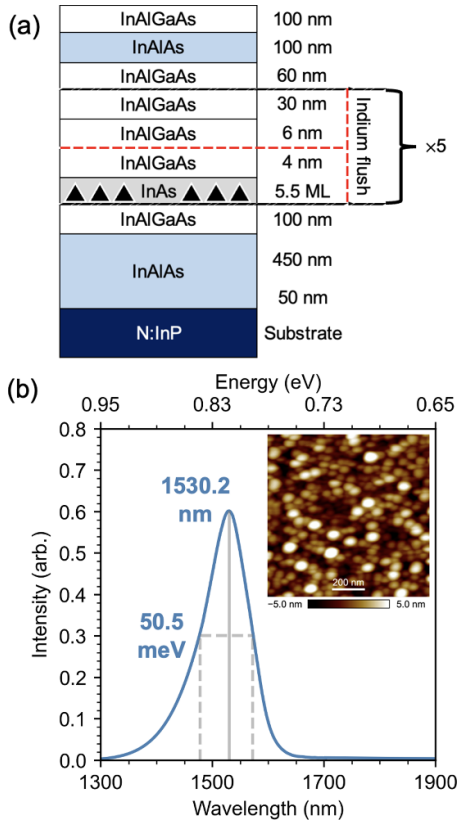 (a)
InAlGaAs 100 nm
InAlAs 100 nm
InAlGaAs 60 nm
InAlGaAs 30 nm
InAlGaAs 6 nm
InAlGaAs 4 nm
InAs 5.5 ML
Indium flush
×5
InAlGaAs 100 nm
InAlAs 450 nm
50 nm
N:InP Substrate
(b)
Energy (eV)
0.95 0.83 0.73 0.65
Intensity (arb.)
0.8
0.7
0.6
0.5
0.4
0.3
0.2
0.1
0.0
1530.2
nm
50.5
meV
200 nm
−5.0 nm 5.0 nm
1300 1500 1700 1900
Wavelength (nm)